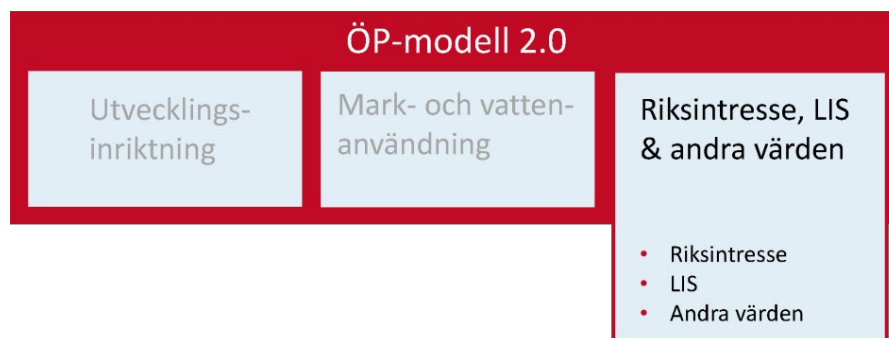 ÖP-modell 2.0
Utvecklings-
inriktning
Mark- och vatten-
användning
Riksintresse, LIS
& andra värden
• Riksintresse
• LIS
• Andra värden